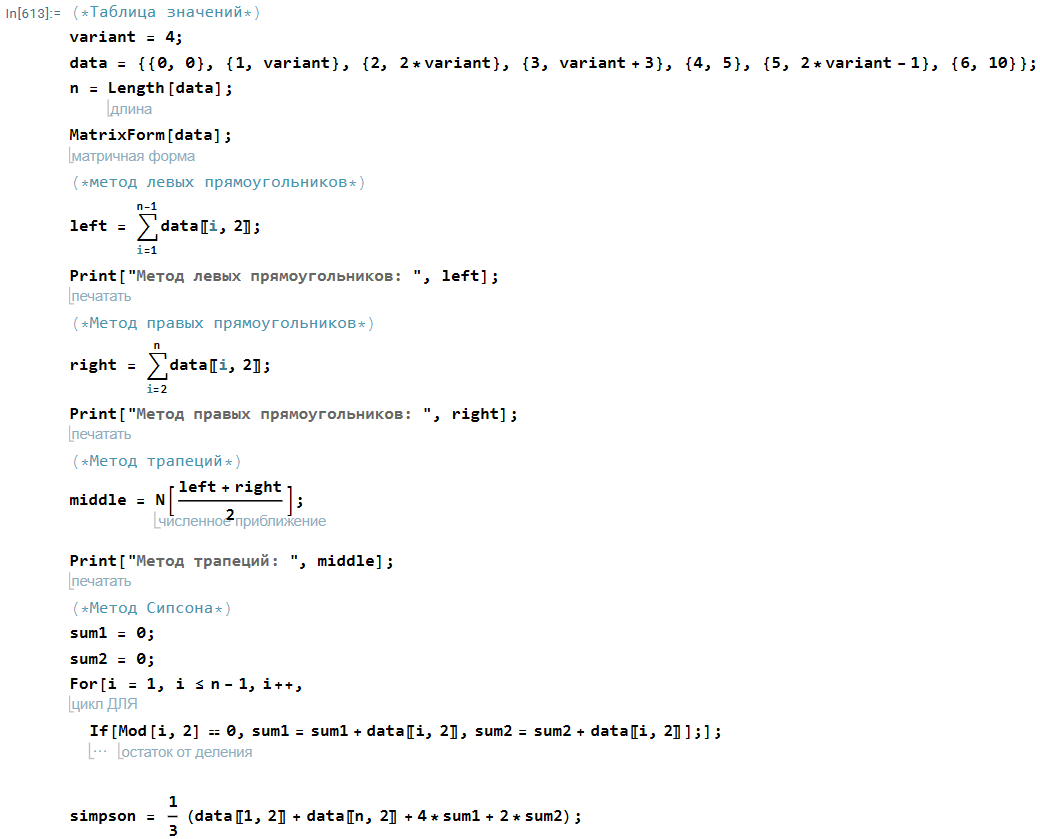 In[613]:= (*Таблица значений*)
variant = 4;
data = {{0, 0}, {1, variant}, {2, 2*variant}, {3, variant+3}, {4, 5}, {5, 2*variant-1}, {6, 10}};
n = Length[data];
длина
MatrixForm[data];
матричная форма
(*метод левых прямоугольников*)
n-1
left = ∑data⟦i, 2⟧;
i=1
Print["Метод левых прямоугольников: ", left];
печатать
(*Метод правых прямоугольников*)
n
right = ∑data⟦i, 2⟧;
i=2
Print["Метод правых прямоугольников: ", right];
печатать
(*Метод трапеций*)
left+right
middle = N[ ];
2
численное приближение
Print["Метод трапеций: ", middle];
печатать
(*Метод Сипсона*)
sum1 = 0;
sum2 = 0;
For[i = 1, i ≤ n-1, i++,
цикл ДЛЯ
If[Mod[i, 2] == 0, sum1 = sum1+data⟦i, 2⟧, sum2 = sum2+data⟦i, 2⟧];];
… остаток от деления
1
simpson = (data⟦1, 2⟧+data⟦n, 2⟧+4*sum1+2*sum2);
3